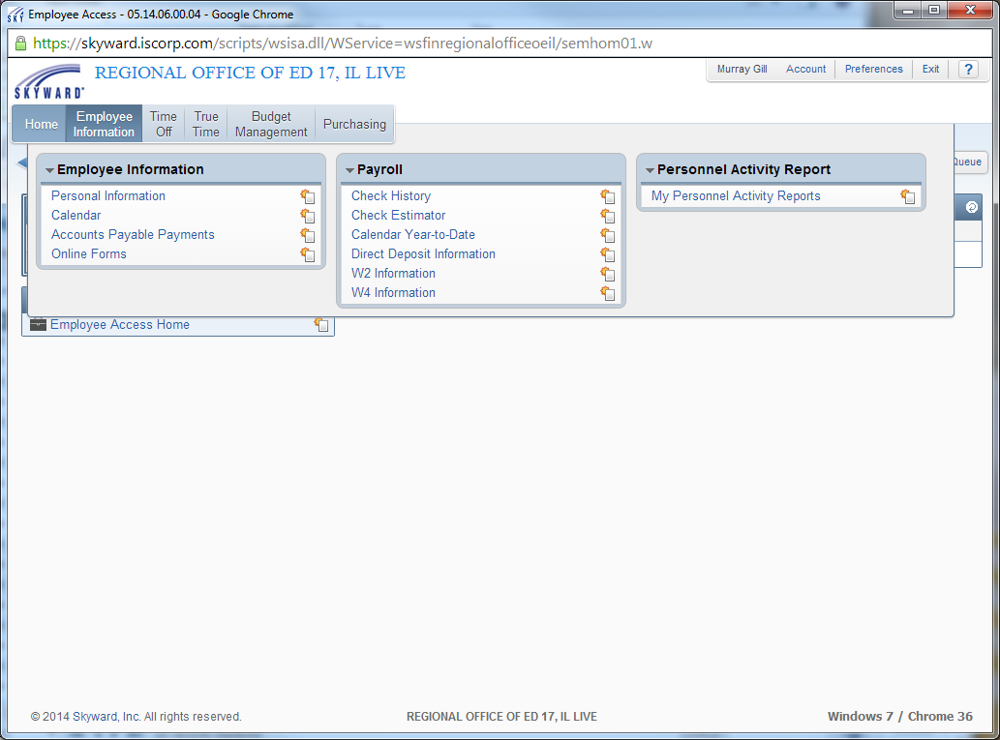 Employee Access - 05.14.06.00.04 - Google Chrome
https://skyward.iscorp.com/scripts/wsisa.dll/WService=wsfinregionalofficeoeil/semhom01.w
SKYWARD®
REGIONAL OFFICE OF ED 17, IL LIVE
Murray Gill Account Preferences Exit ?
Home
Employee Information
Time Off
True Time
Budget Management
Purchasing
Queue
Employee Information
Personal Information
Calendar
Accounts Payable Payments
Online Forms
Payroll
Check History
Check Estimator
Calendar Year-to-Date
Direct Deposit Information
W2 Information
W4 Information
Personnel Activity Report
My Personnel Activity Reports
Employee Access Home
© 2014 Skyward, Inc. All rights reserved.
REGIONAL OFFICE OF ED 17, IL LIVE
Windows 7 / Chrome 36